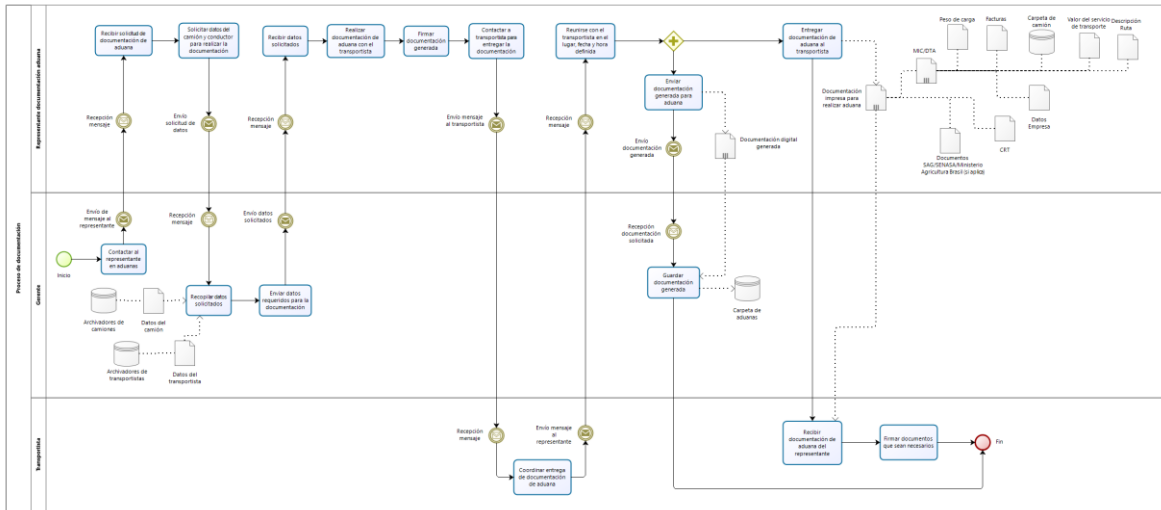 Proceso de documentación
Representante documentación aduana
Recibir solicitud de
documentación de
aduana
Solicitar datos del
camión y conductor
para realizar la
documentación
Recibir datos
solicitados
Realizar
documentación de
aduana con el
transportista
Firmar
documentación
generada
Contactar a
transportista para
entregar la
documentación
Reunirse con el
transportista en el
lugar, fecha y hora
definida
Entregar
documentación de
aduana al
transportista
Peso de carga
Facturas
Carpeta de
camión
Valor del servicio
de transporte
Descripción
Ruta
MIC/DTA
Enviar
documentación
generada para
aduana
Documentación
impresa para
realizar aduana
Datos
Empresa
Recepción
mensaje
Envío
solicitud de
datos
Recepción
mensaje
Envío mensaje
al transportista
Recepción
mensaje
Envío
documentación
generada
Documentación digital
generada
Documentos
SAG/SENASA/Ministerio
Agricultura Brasil (si aplica)
CRT
Gerente
Envío de
mensaje al
representante
Recepción
mensaje
Envío datos
solicitados
Recepción
documentación
solicitada
Inicio
Contactar al
representante
en aduanas
Recopilar datos
solicitados
Enviar datos
requeridos para la
documentación
Guardar
documentación
generada
Carpeta de
aduanas
Archivadores de
camiones
Datos del
camión
Archivadores de
transportistas
Datos del
transportista
Transportista
Recepción
mensaje
Envío mensaje
al
representante
Coordinar entrega
de documentación
de aduana
Recibir
documentación de
aduana del
representante
Firmar documentos
que sean necesarios
Fin